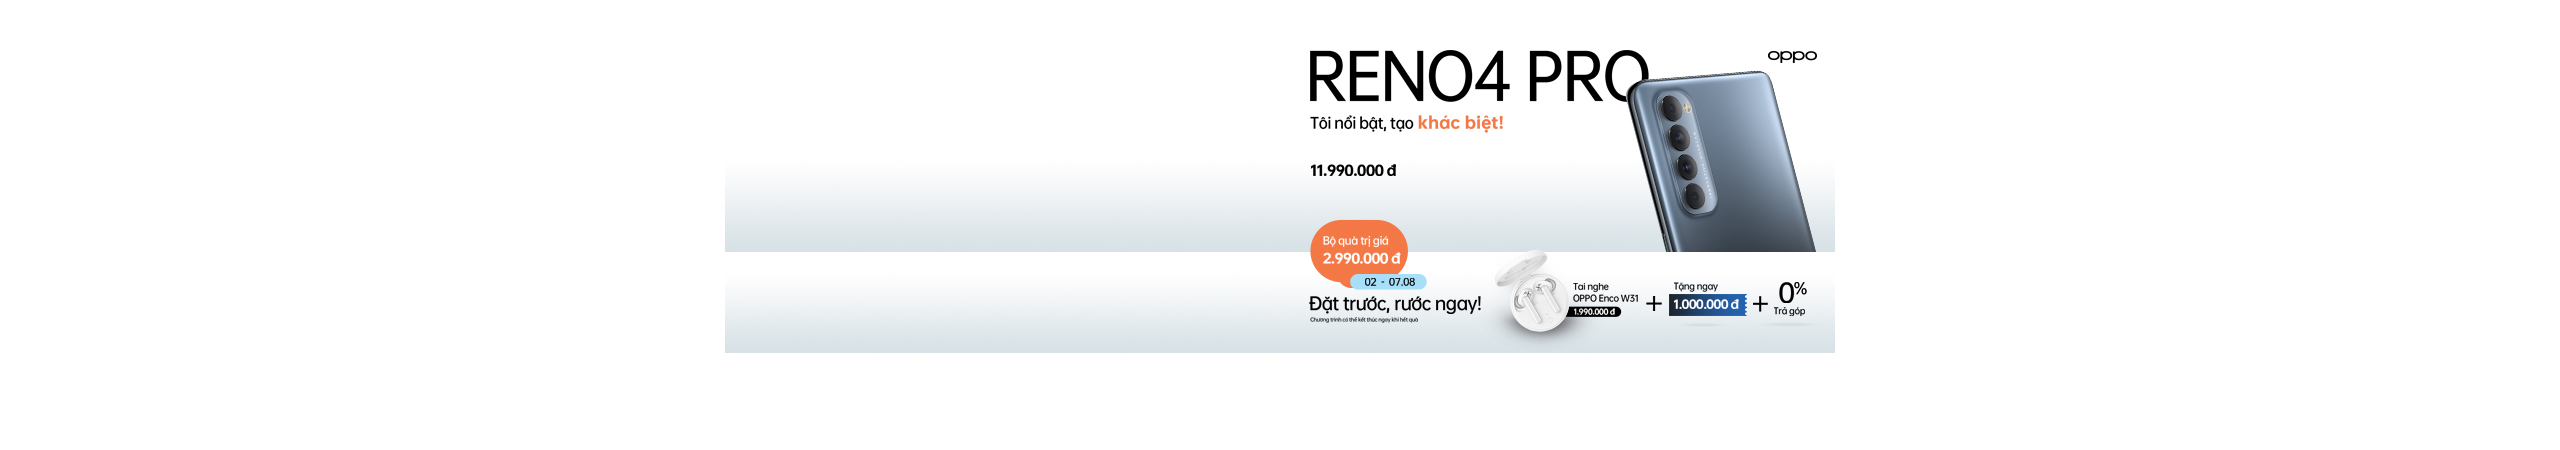 oppo
RENO4 PRO
Tôi nổi bật, tạo khác biệt!
11.990.000 đ
Bộ quà trị giá
2.990.000 đ
02 - 07.08
Đặt trước, rước ngay!
Chương trình có thể kết thúc ngay khi hết quà
Tai nghe
OPPO Enco W31
1.990.000 đ
+
Tặng ngay
1.000.000 đ
+
0%
Trả góp